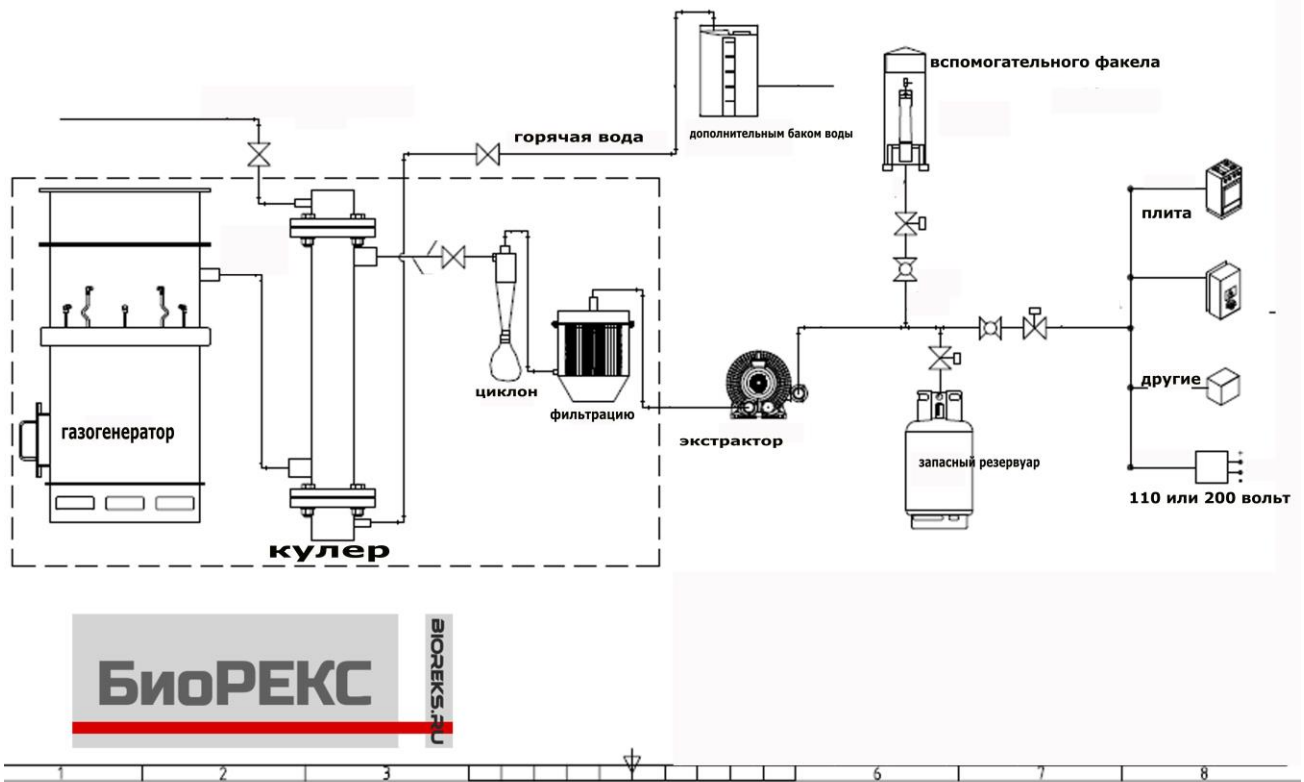 вспомогательного факела
горячая вода
дополнительным баком воды
плита
циклон
фильтрацию
другие
газогенератор
экстрактор
запасный резервуар
110 или 200 вольт
кулер
БиоРЕКС
BIOREKS.RU
1 2 3 6 7 8